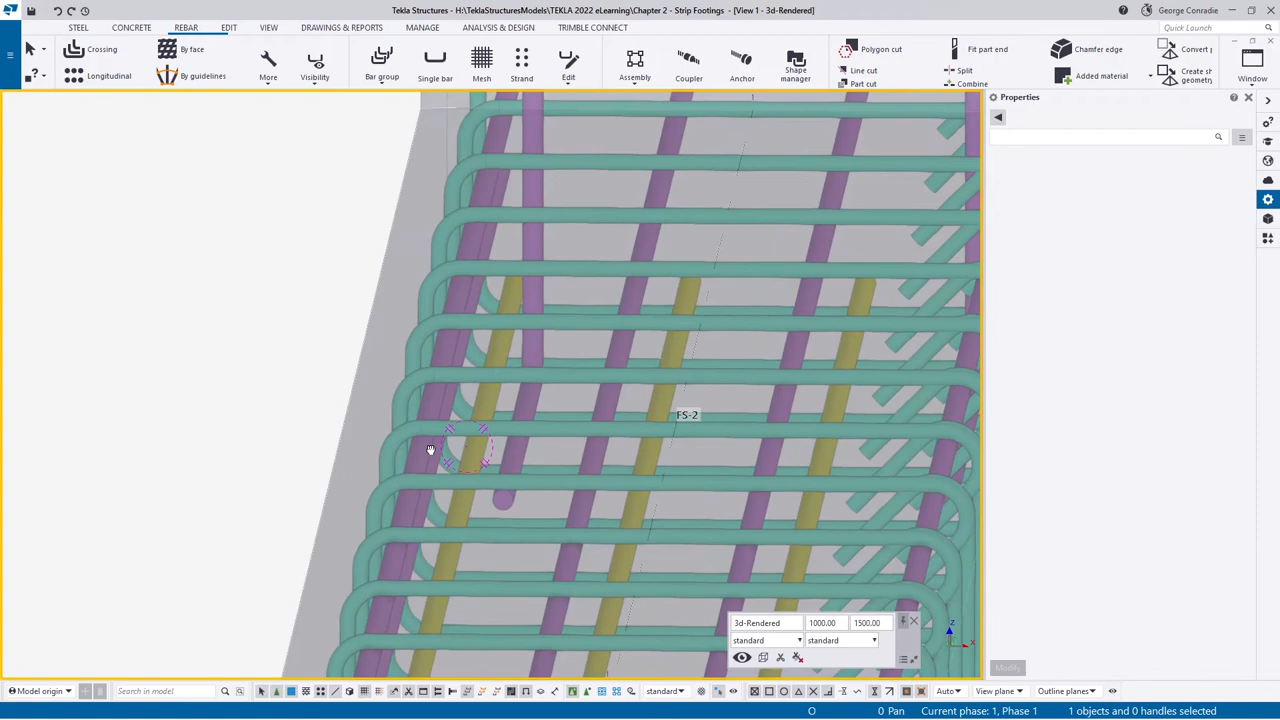 Tekla Structures - H:\TeklaStructuresModels\TEKLA 2022 eLearning\Chapter 2 - Strip Footings - [View 1 - 3d-Rendered]
George Conradie
STEEL CONCRETE REBAR EDIT VIEW DRAWINGS & REPORTS MANAGE ANALYSIS & DESIGN TRIMBLE CONNECT
Quick Launch
Crossing
Longitudinal
By face
By guidelines
More
Visibility
Bar group
Single bar
Mesh
Strand
Edit
Assembly
Coupler
Anchor
Shape manager
Polygon cut
Line cut
Part cut
Fit part end
Split
Combine
Chamfer edge
Added material
Convert
Create sh
geometry
Window
Properties
FS-2
3d-Rendered 1000.00 1500.00
standard standard
Z
X
Modify
Model origin
Search in model
standard
Auto
View plane
Outline planes
O 0 Pan Current phase: 1, Phase 1 1 objects and 0 handles selected